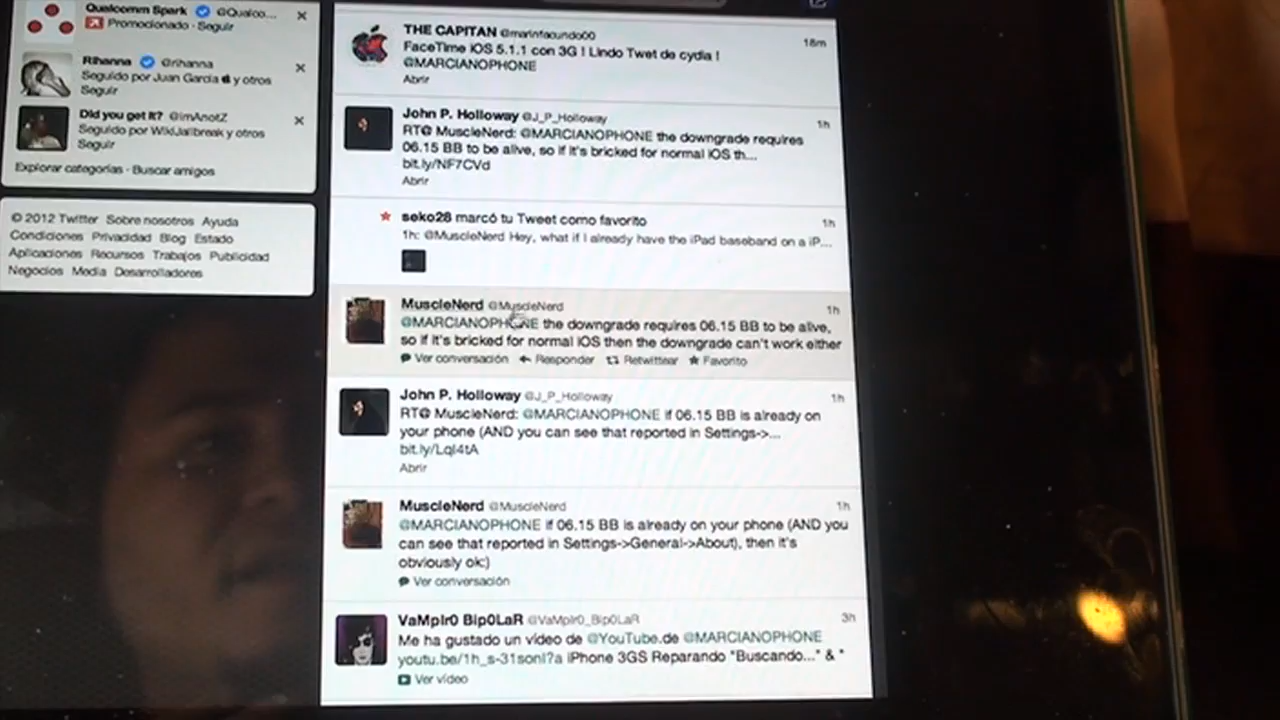 Qualcomm Spark @Qualco...
Promocionado · Seguir
Rihanna @rihanna
Seguido por Juan Garcia y otros
Seguir
Did you get it? @imAnotZ
Seguido por WikiJailbreak y otros
Seguir
Explorar categorías · Buscar amigos
© 2012 Twitter Sobre nosotros Ayuda
Condiciones Privacidad Blog Estado
Aplicaciones Recursos Trabajos Publicidad
Negocios Media Desarrolladores
THE CAPITAN @marinfacundo00 18m
FaceTime iOS 5.1.1 con 3G ! Lindo Twet de cydia !
@MARCIANOPHONE
Abrir
John P. Holloway @J_P_Holloway 1h
RT@ MuscleNerd: @MARCIANOPHONE the downgrade requires
06.15 BB to be alive, so if it's bricked for normal iOS th...
bit.ly/NF7CVd
Abrir
seko28 marcó tu Tweet como favorito 1h
1h: @MuscleNerd Hey, what if I already have the iPad baseband on a iP...
MuscleNerd @MuscleNerd 1h
@MARCIANOPHONE the downgrade requires 06.15 BB to be alive,
so if it's bricked for normal iOS then the downgrade can't work either
Ver conversación Responder Retwittear Favorito
John P. Holloway @J_P_Holloway 1h
RT@ MuscleNerd: @MARCIANOPHONE if 06.15 BB is already on
your phone (AND you can see that reported in Settings->...
bit.ly/Lql4tA
Abrir
MuscleNerd @MuscleNerd 1h
@MARCIANOPHONE if 06.15 BB is already on your phone (AND you
can see that reported in Settings->General->About), then it's
obviously ok:)
Ver conversación
VaMpIr0 Bip0LaR @VaMpIr0_Bip0LaR 3h
Me ha gustado un vídeo de @YouTube.de @MARCIANOPHONE
youtu.be/1h_s-31sonI?a iPhone 3GS Reparando "Buscando..." & "
Ver vídeo